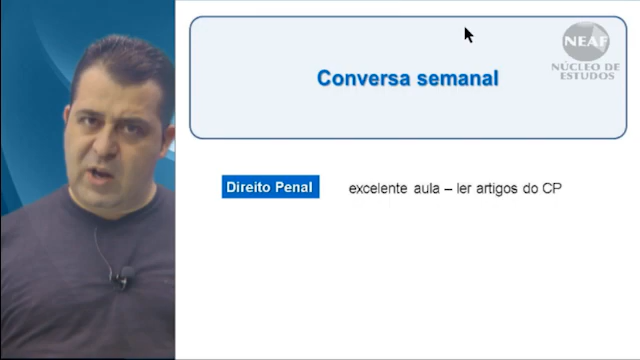 NEAF
NÚCLEO DE
ESTUDOS
Conversa semanal
Direito Penal
excelente aula – ler artigos do CP